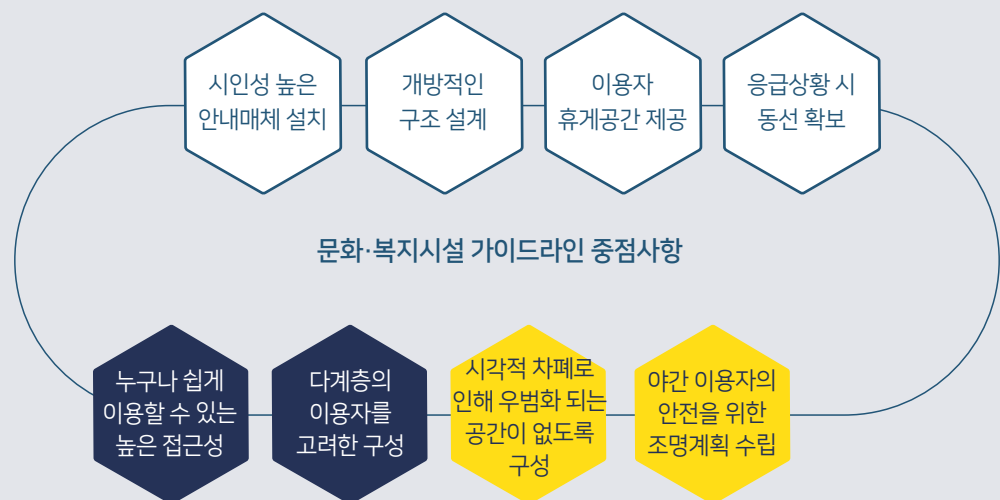 시인성 높은
안내매체 설치
개방적인
구조 설계
이용자
휴게공간 제공
응급상황 시
동선 확보
문화·복지시설 가이드라인 중점사항
누구나 쉽게
이용할 수 있는
높은 접근성
다계층의
이용자를
고려한 구성
시각적 차폐로
인해 우범화 되는
공간이 없도록
구성
야간 이용자의
안전을 위한
조명계획 수립